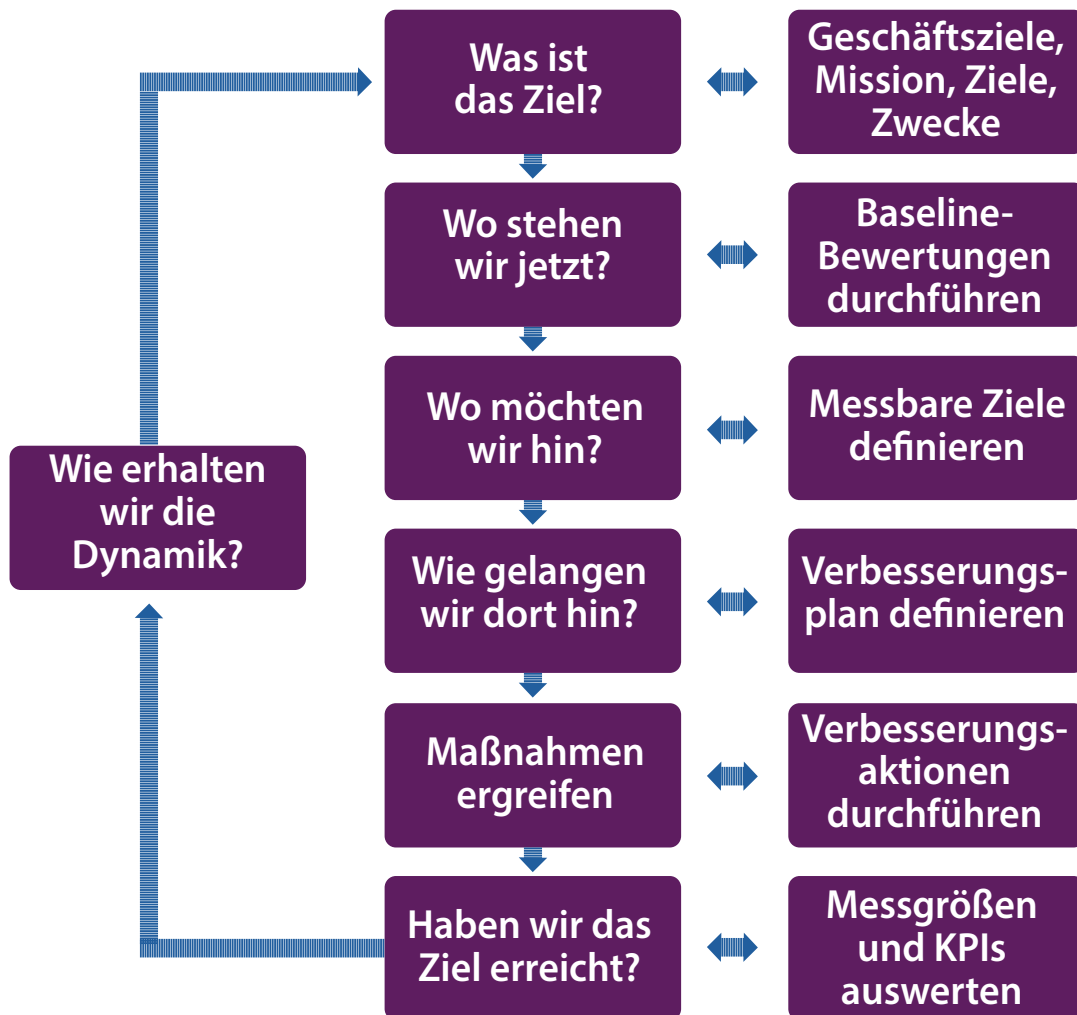 Was ist
das Ziel?
Geschäftsziele,
Mission, Ziele,
Zwecke
Wo stehen
wir jetzt?
Baseline-
Bewertungen
durchführen
Wo möchten
wir hin?
Messbare Ziele
definieren
Wie erhalten
wir die
Dynamik?
Wie gelangen
wir dort hin?
Verbesserungs-
plan definieren
Maßnahmen
ergreifen
Verbesserungs-
aktionen
durchführen
Haben wir das
Ziel erreicht?
Messgrößen
und KPIs
auswerten